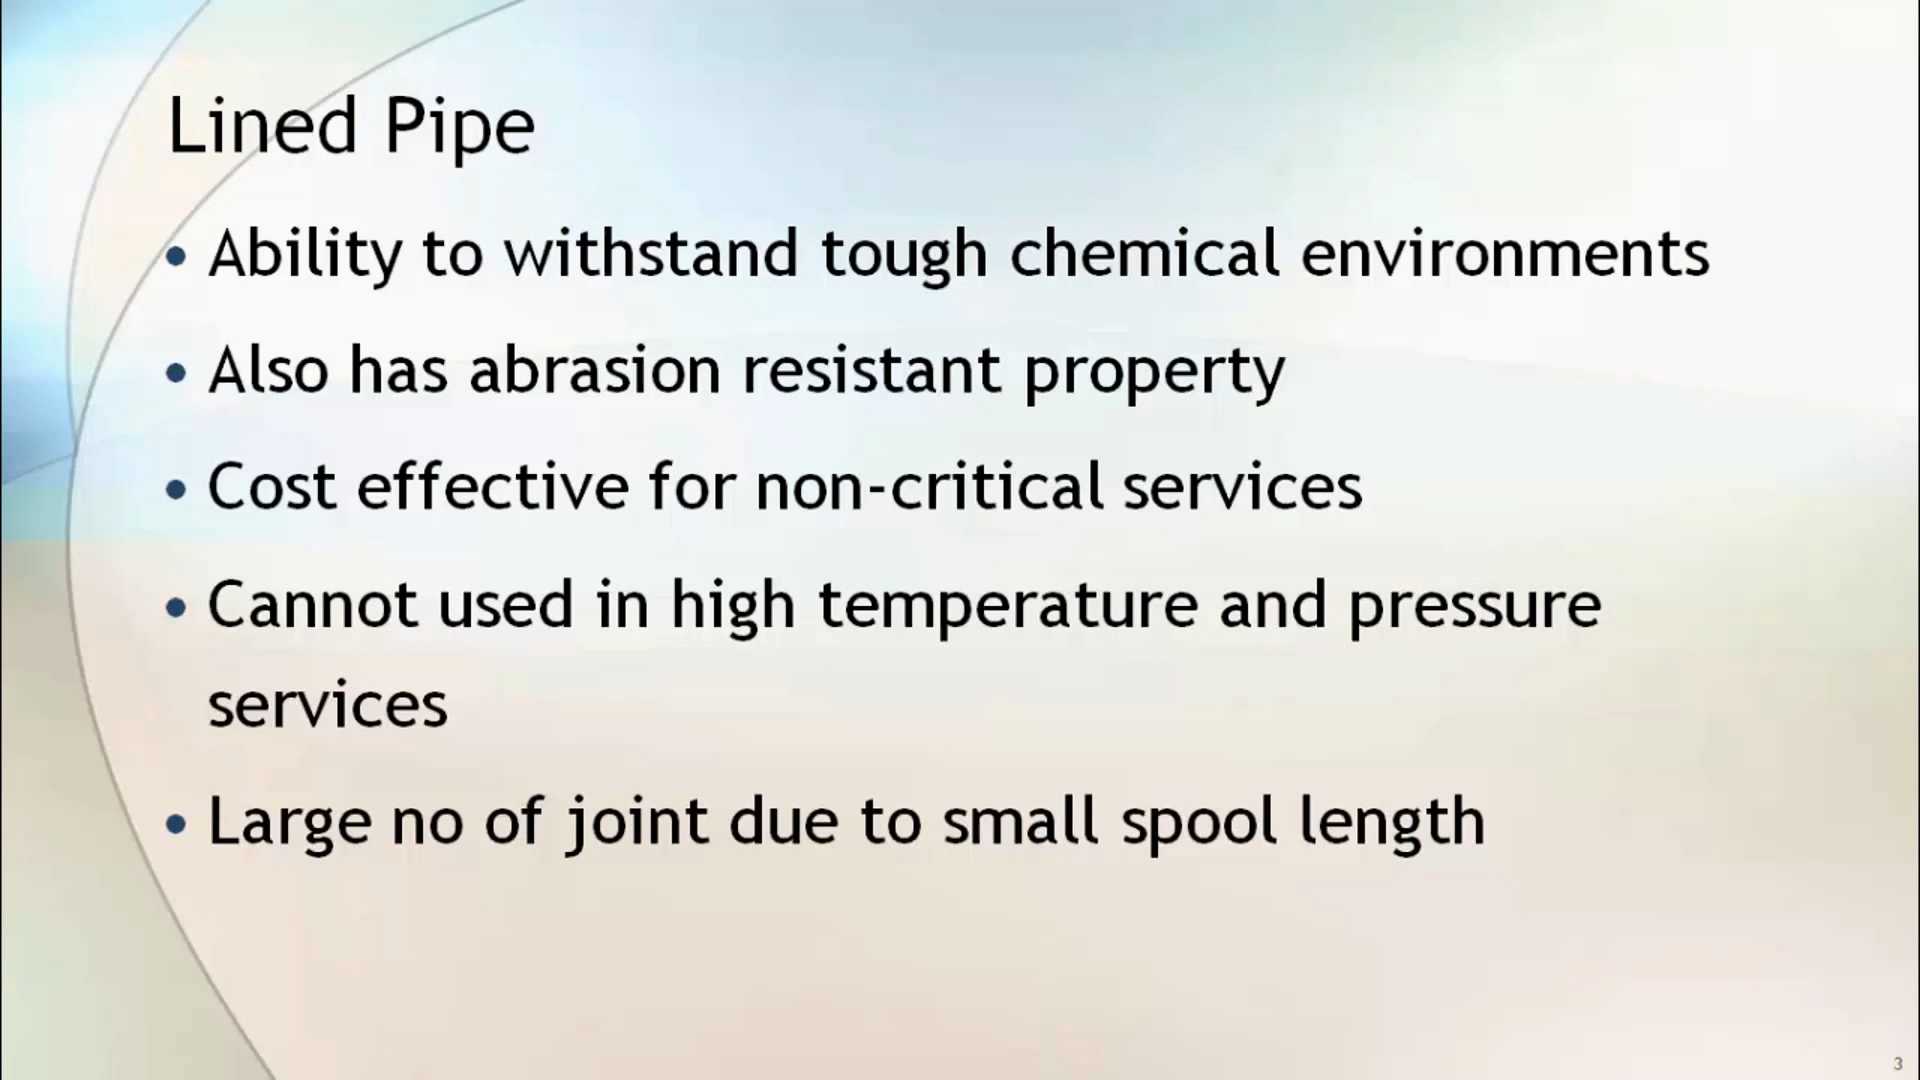 Lined Pipe
• Ability to withstand tough chemical environments
• Also has abrasion resistant property
• Cost effective for non-critical services
• Cannot used in high temperature and pressure
services
• Large no of joint due to small spool length
3